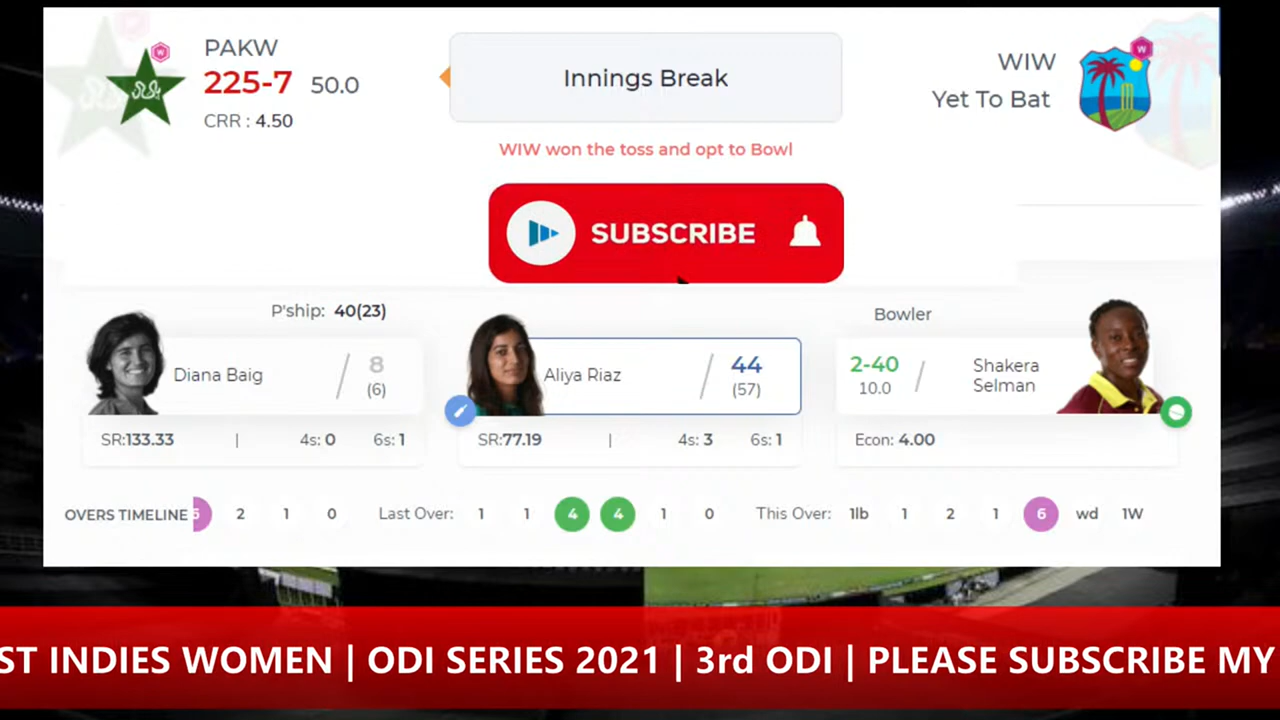 PAKW
225-7 50.0
CRR : 4.50
Innings Break
WIW won the toss and opt to Bowl
WIW
Yet To Bat
W
W
SUBSCRIBE
P'ship: 40(23)
Diana Baig 8
(6)
SR:133.33 | 4s: 0 6s: 1
Aliya Riaz 44
(57)
SR:77.19 | 4s: 3 6s: 1
Bowler
2-40
10.0
Shakera
Selman
Econ: 4.00
OVERS TIMELINE 2 1 0 Last Over: 1 1 4 4 1 0 This Over: 1lb 1 2 1 6 wd 1W
ST INDIES WOMEN | ODI SERIES 2021 | 3rd ODI | PLEASE SUBSCRIBE MY